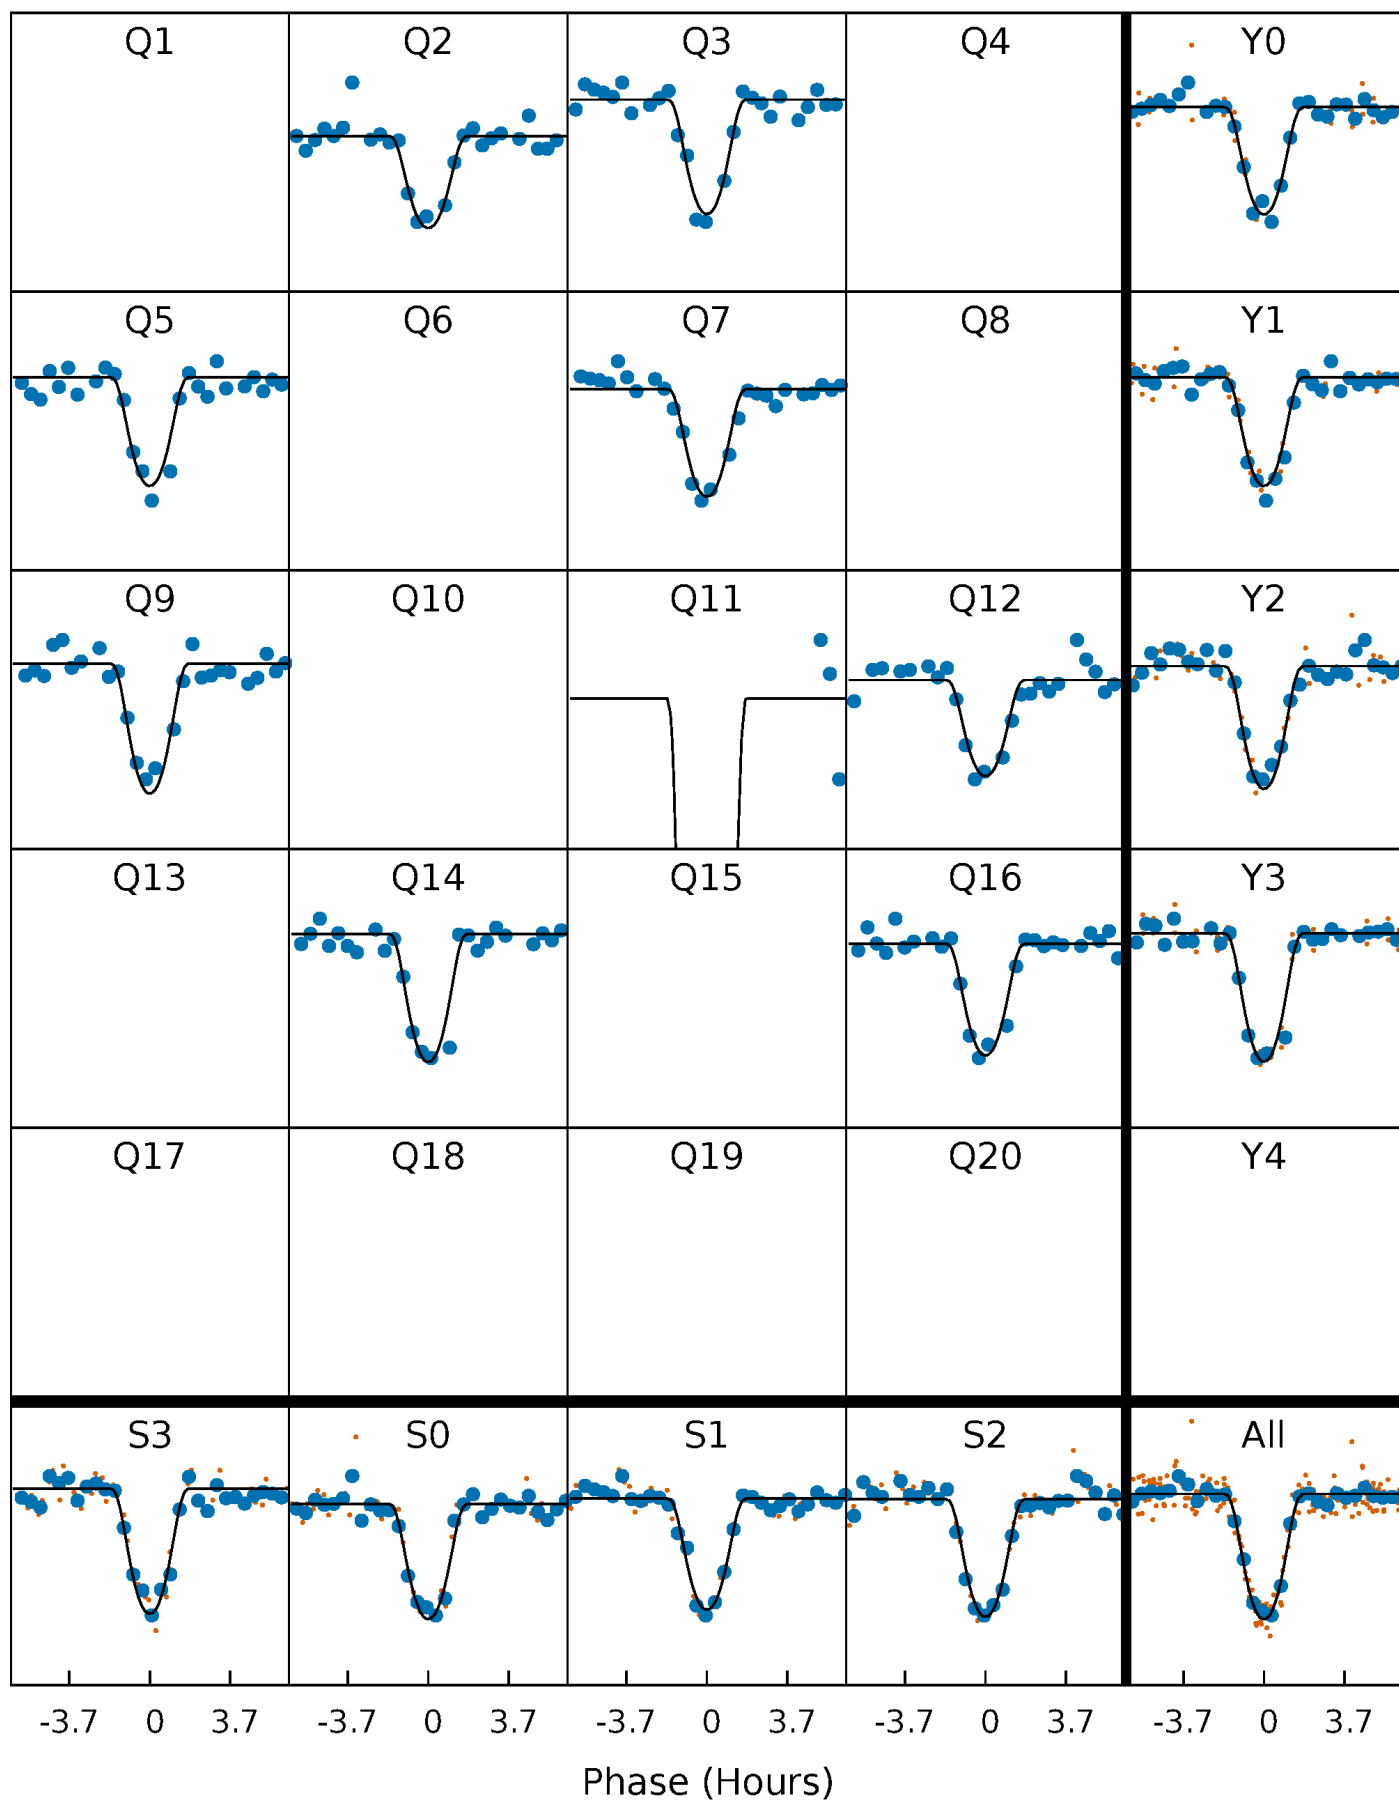 Q1 Q2 Q3 Q4 Y0
Q5 Q6 Q7 Q8 Y1
Q9 Q10 Q11 Q12 Y2
Q13 Q14 Q15 Q16 Y3
Q17 Q18 Q19 Q20 Y4
S3 S0 S1 S2 All
-3.7 0 3.7 -3.7 0 3.7 -3.7 0 3.7 -3.7 0 3.7 -3.7 0 3.7
Phase (Hours)